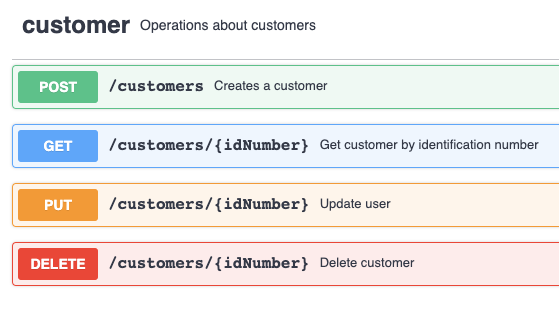 customer Operations about customers
POST /customers Creates a customer
GET /customers/{idNumber} Get customer by identification number
PUT /customers/{idNumber} Update user
DELETE /customers/{idNumber} Delete customer